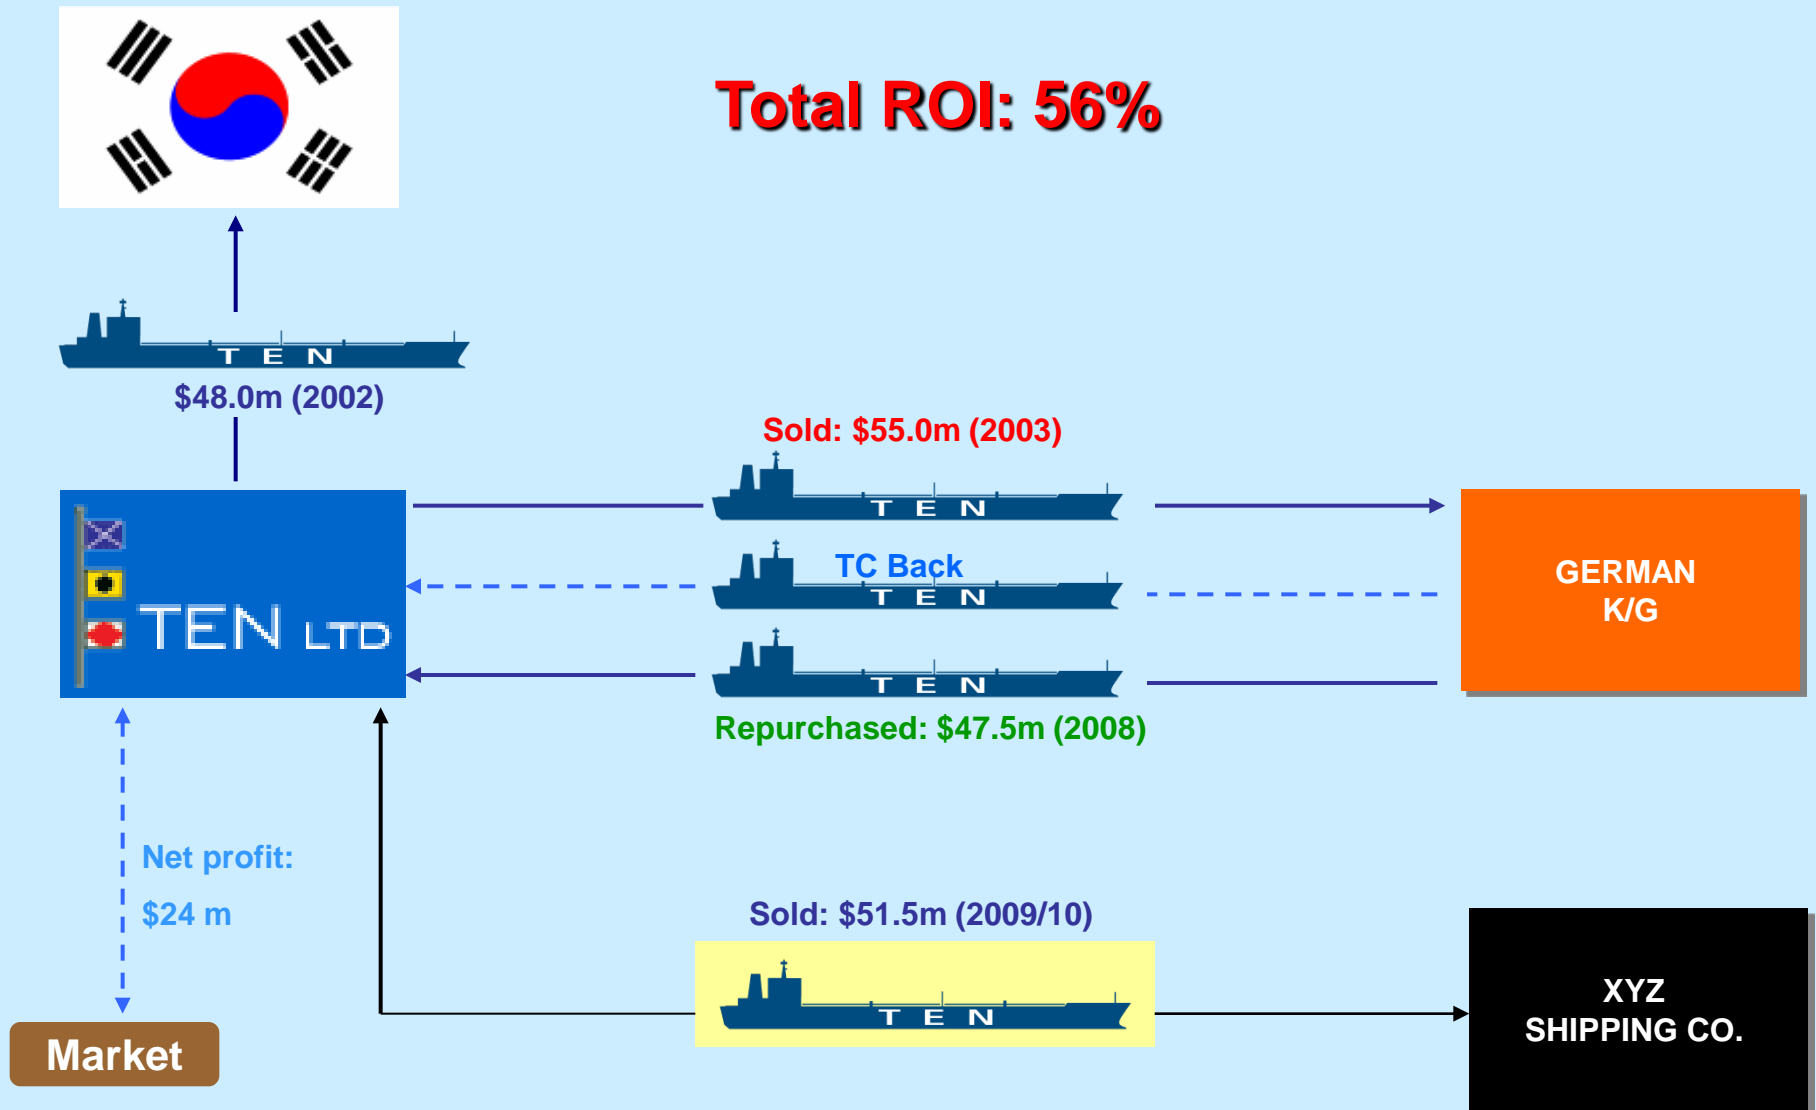 Total ROI: 56%
T E N
$48.0m (2002)
Sold: $55.0m (2003)
T E N
TC Back
T E N
GERMAN
K/G
TEN LTD
T E N
Repurchased: $47.5m (2008)
Net profit:
$24 m
Sold: $51.5m (2009/10)
T E N
XYZ
SHIPPING CO.
Market